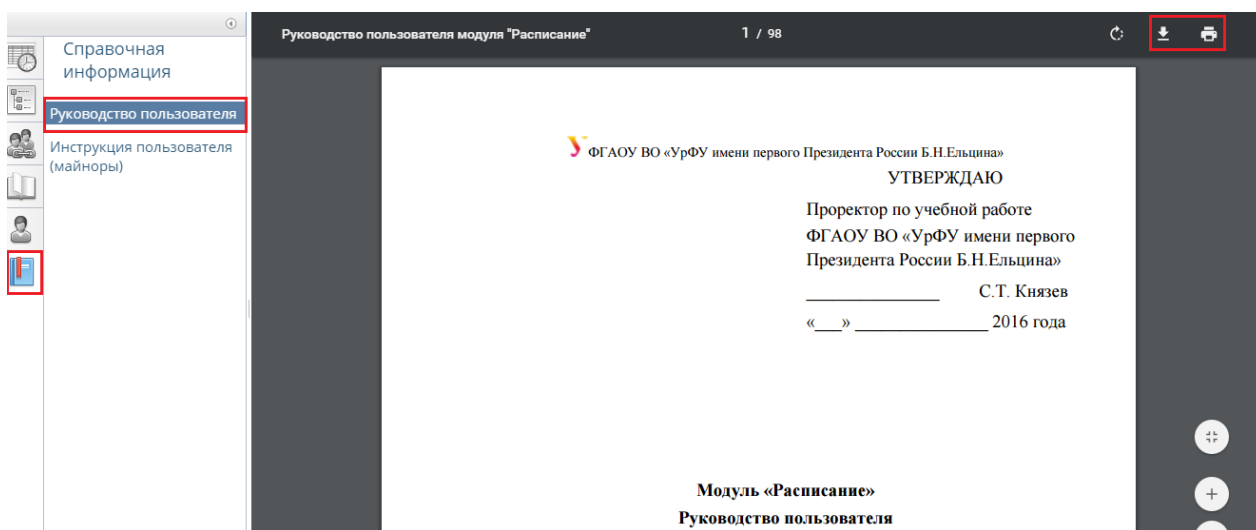 Справочная
информация
Руководство пользователя
Инструкция пользователя
(майноры)
Руководство пользователя модуля "Расписание"
1 / 98
ФГАОУ ВО «УрФУ имени первого Президента России Б.Н.Ельцина»
УТВЕРЖДАЮ
Проректор по учебной работе
ФГАОУ ВО «УрФУ имени первого
Президента России Б.Н.Ельцина»
________________ С.Т. Князев
«___» ________________ 2016 года
Модуль «Расписание»
Руководство пользователя